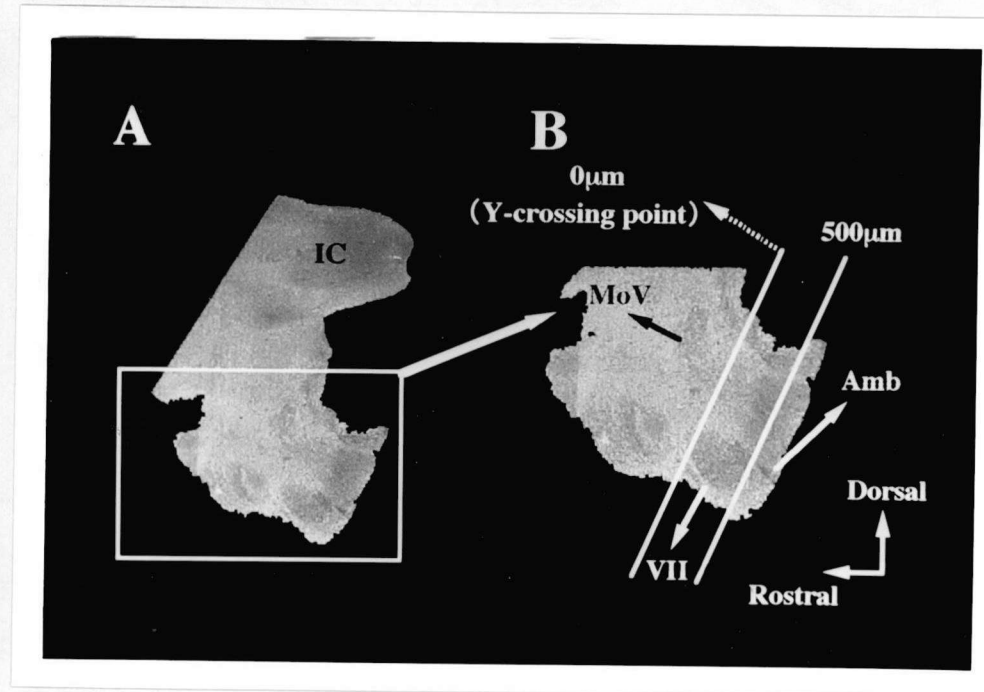 A
B
0μm
(Y-crossing point)
500μm
IC
MoV
Amb
Dorsal
VII
Rostral